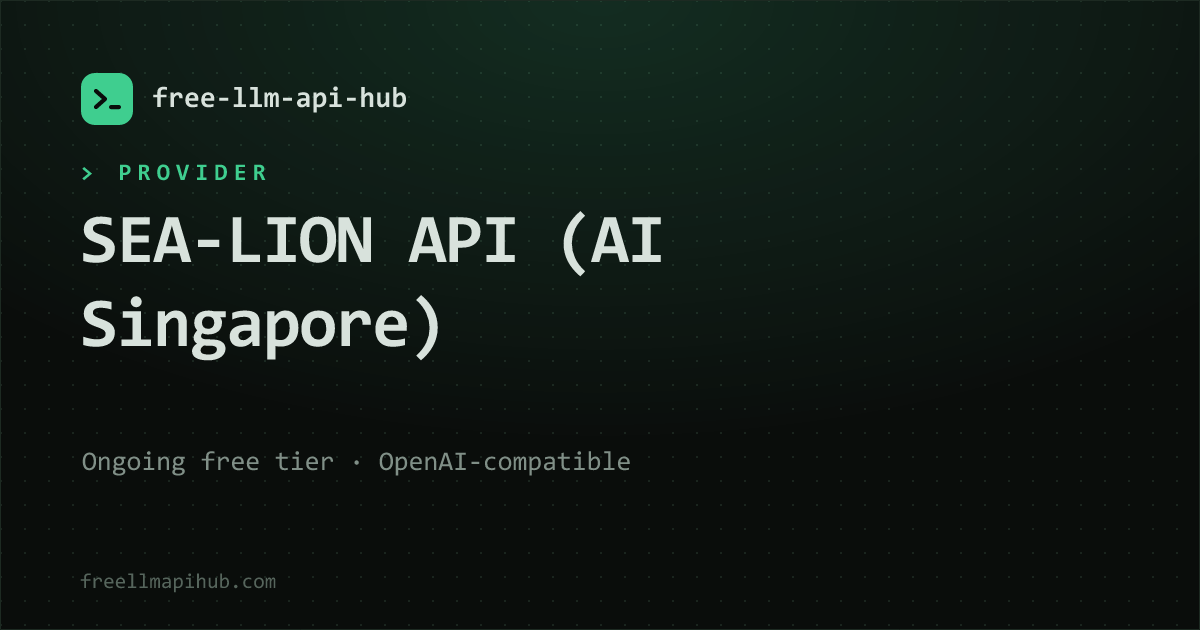 free-llm-api-hub
> PROVIDER
SEA-LION API (AI
Singapore)
Ongoing free tier · OpenAI-compatible
freellmapihub.com